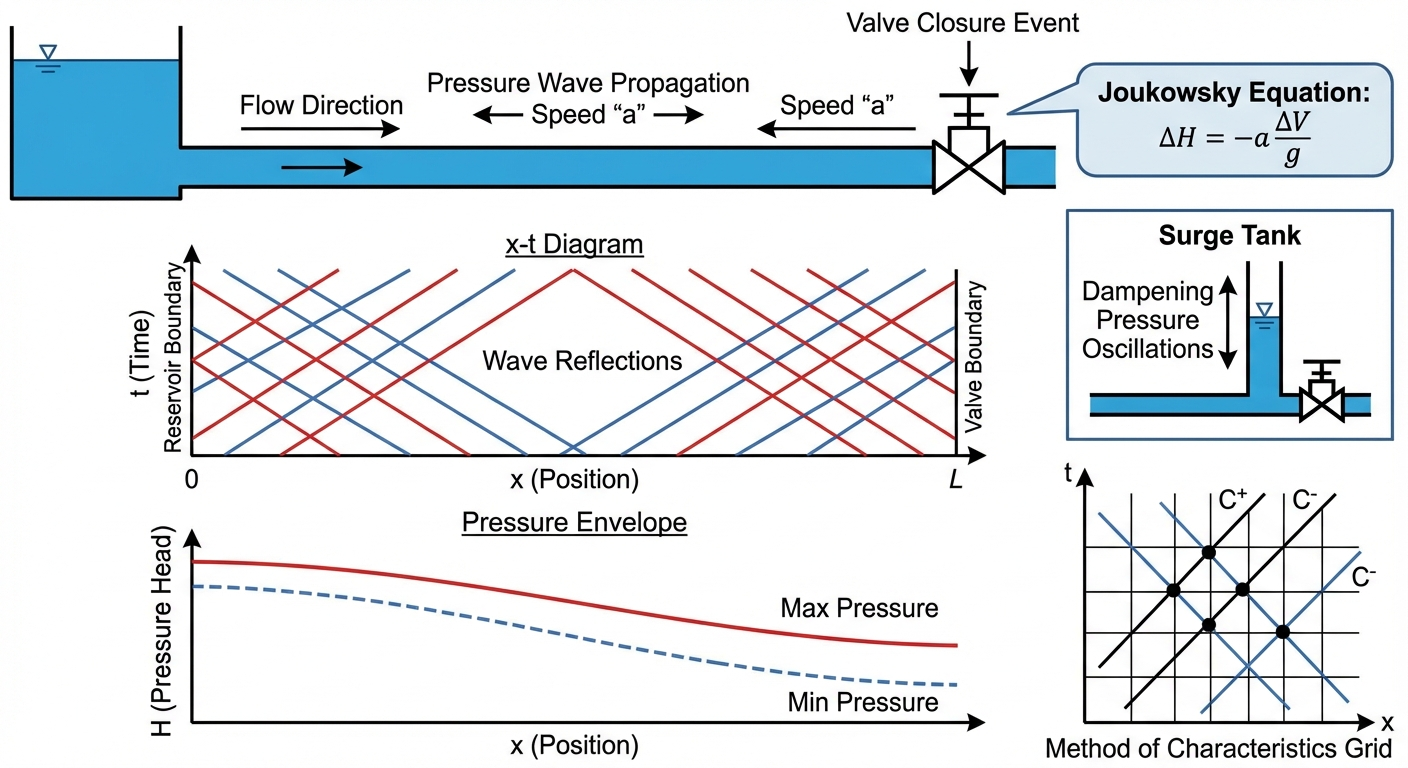 Valve Closure Event
Pressure Wave Propagation
Flow Direction
Speed “a”
Speed “a”
Joukowsky Equation:
ΔH = −a ΔV/g
x-t Diagram
t (Time)
Reservoir Boundary
Wave Reflections
Valve Boundary
0
x (Position)
L
Surge Tank
Dampening
Pressure
Oscillations
Pressure Envelope
H (Pressure Head)
Max Pressure
Min Pressure
x (Position)
t
C⁺
C⁻
C⁻
x
Method of Characteristics Grid